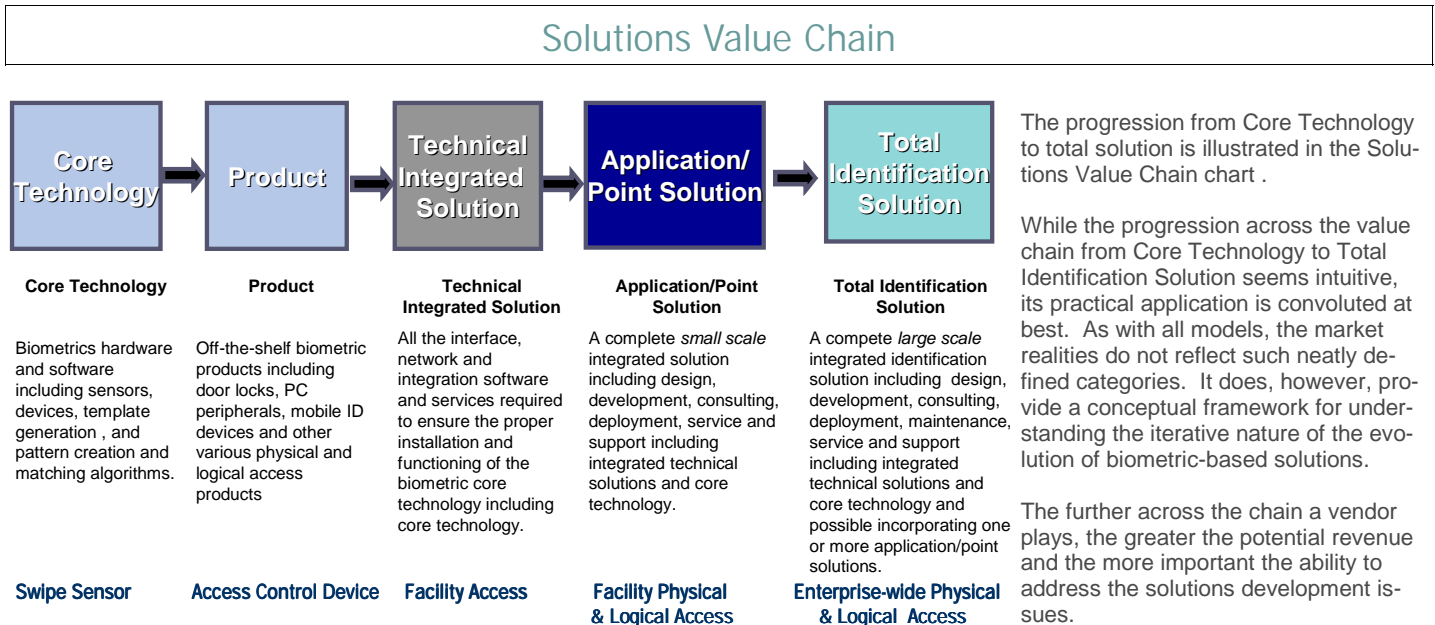 Solutions Value Chain
Core
Technology
Product
Technical
Integrated
Solution
Application/
Point Solution
Total
Identification
Solution
Core Technology
Biometrics hardware
and software
including sensors,
devices, template
generation , and
pattern creation and
matching algorithms.
Swipe Sensor
Product
Off-the-shelf biometric
products including
door locks, PC
peripherals, mobile ID
devices and other
various physical and
logical access
products
Access Control Device
Technical
Integrated Solution
All the interface,
network and
integration software
and services required
to ensure the proper
installation and
functioning of the
biometric core
technology including
core technology.
Facility Access
Application/Point
Solution
A complete small scale
integrated solution
including design,
development, consulting,
deployment, service and
support including
integrated technical
solutions and core
technology.
Facility Physical
& Logical Access
Total Identification
Solution
A compete large scale
integrated identification
solution including design,
development, consulting,
deployment, maintenance,
service and support
including integrated
technical solutions and
core technology and
possible incorporating one
or more application/point
solutions.
Enterprise-wide Physical
& Logical Access
The progression from Core Technology
to total solution is illustrated in the Solu-
tions Value Chain chart .
While the progression across the value
chain from Core Technology to Total
Identification Solution seems intuitive,
its practical application is convoluted at
best. As with all models, the market
realities do not reflect such neatly de-
fined categories. It does, however, pro-
vide a conceptual framework for under-
standing the iterative nature of the evo-
lution of biometric-based solutions.
The further across the chain a vendor
plays, the greater the potential revenue
and the more important the ability to
address the solutions development is-
sues.